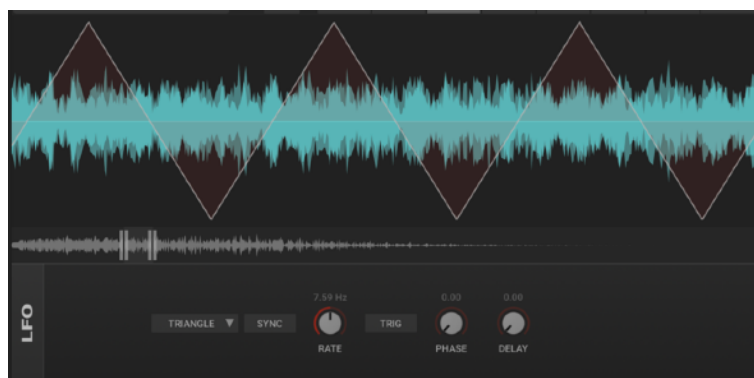 7.59 Hz
0.00
0.00
TRIANGLE
SYNC
TRIG
RATE
PHASE
DELAY
LFO